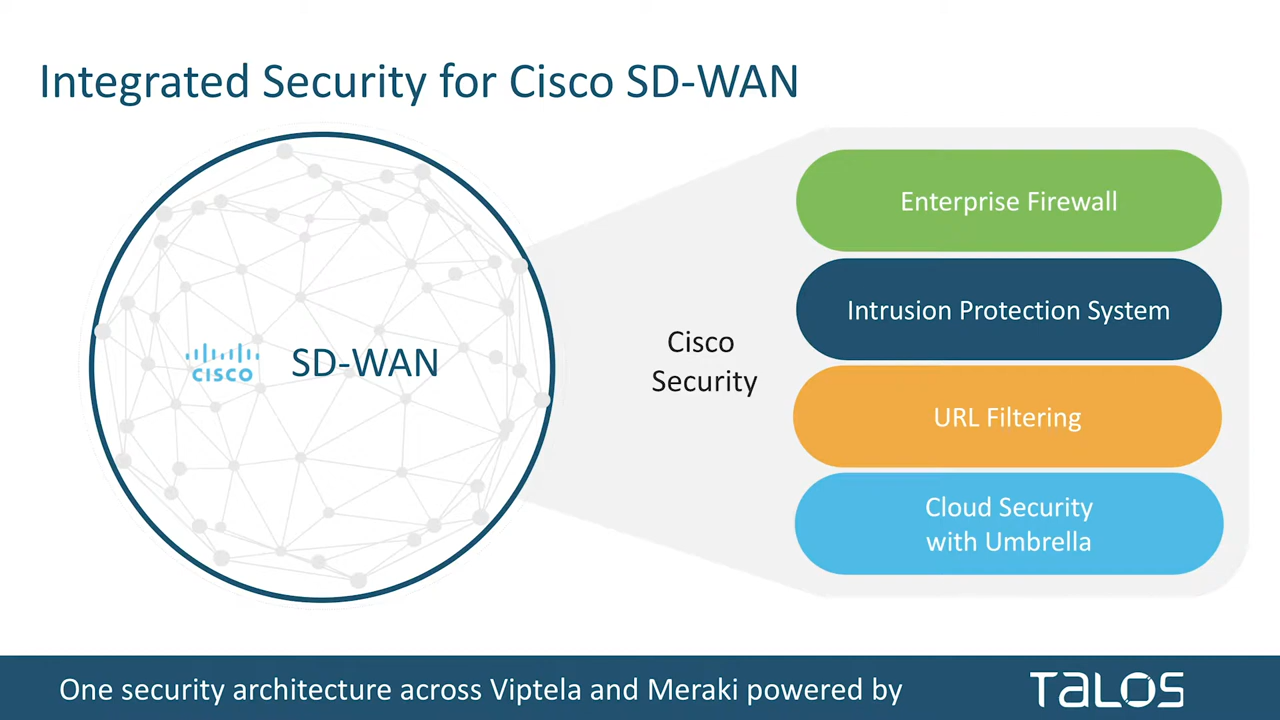 Integrated Security for Cisco SD-WAN
Enterprise Firewall
Intrusion Protection System
Cisco
Security
CISCO
SD-WAN
URL Filtering
Cloud Security
with Umbrella
One security architecture across Viptela and Meraki powered by
TALOS